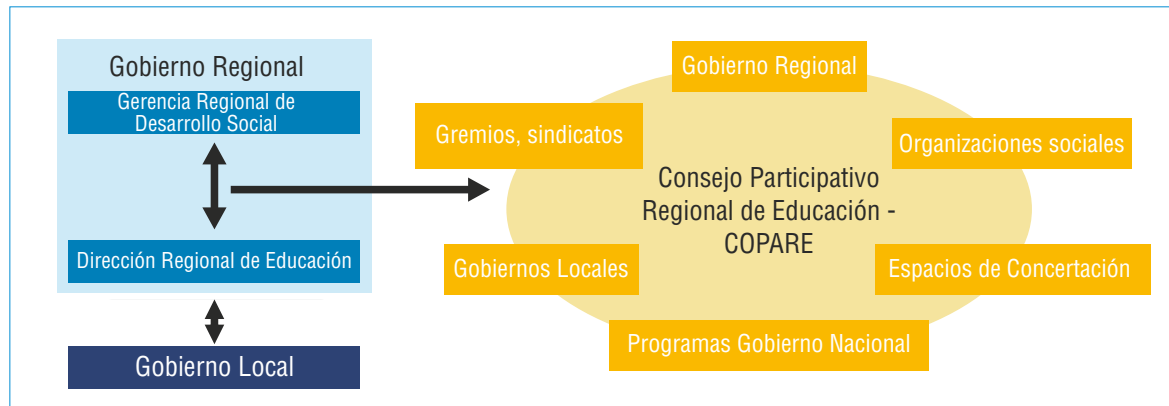 Gobierno Regional
Gerencia Regional de
Desarrollo Social
Dirección Regional de Educación
Gobierno Local
Gobierno Regional
Gremios, sindicatos
Organizaciones sociales
Consejo Participativo
Regional de Educación -
COPARE
Gobiernos Locales
Espacios de Concertación
Programas Gobierno Nacional